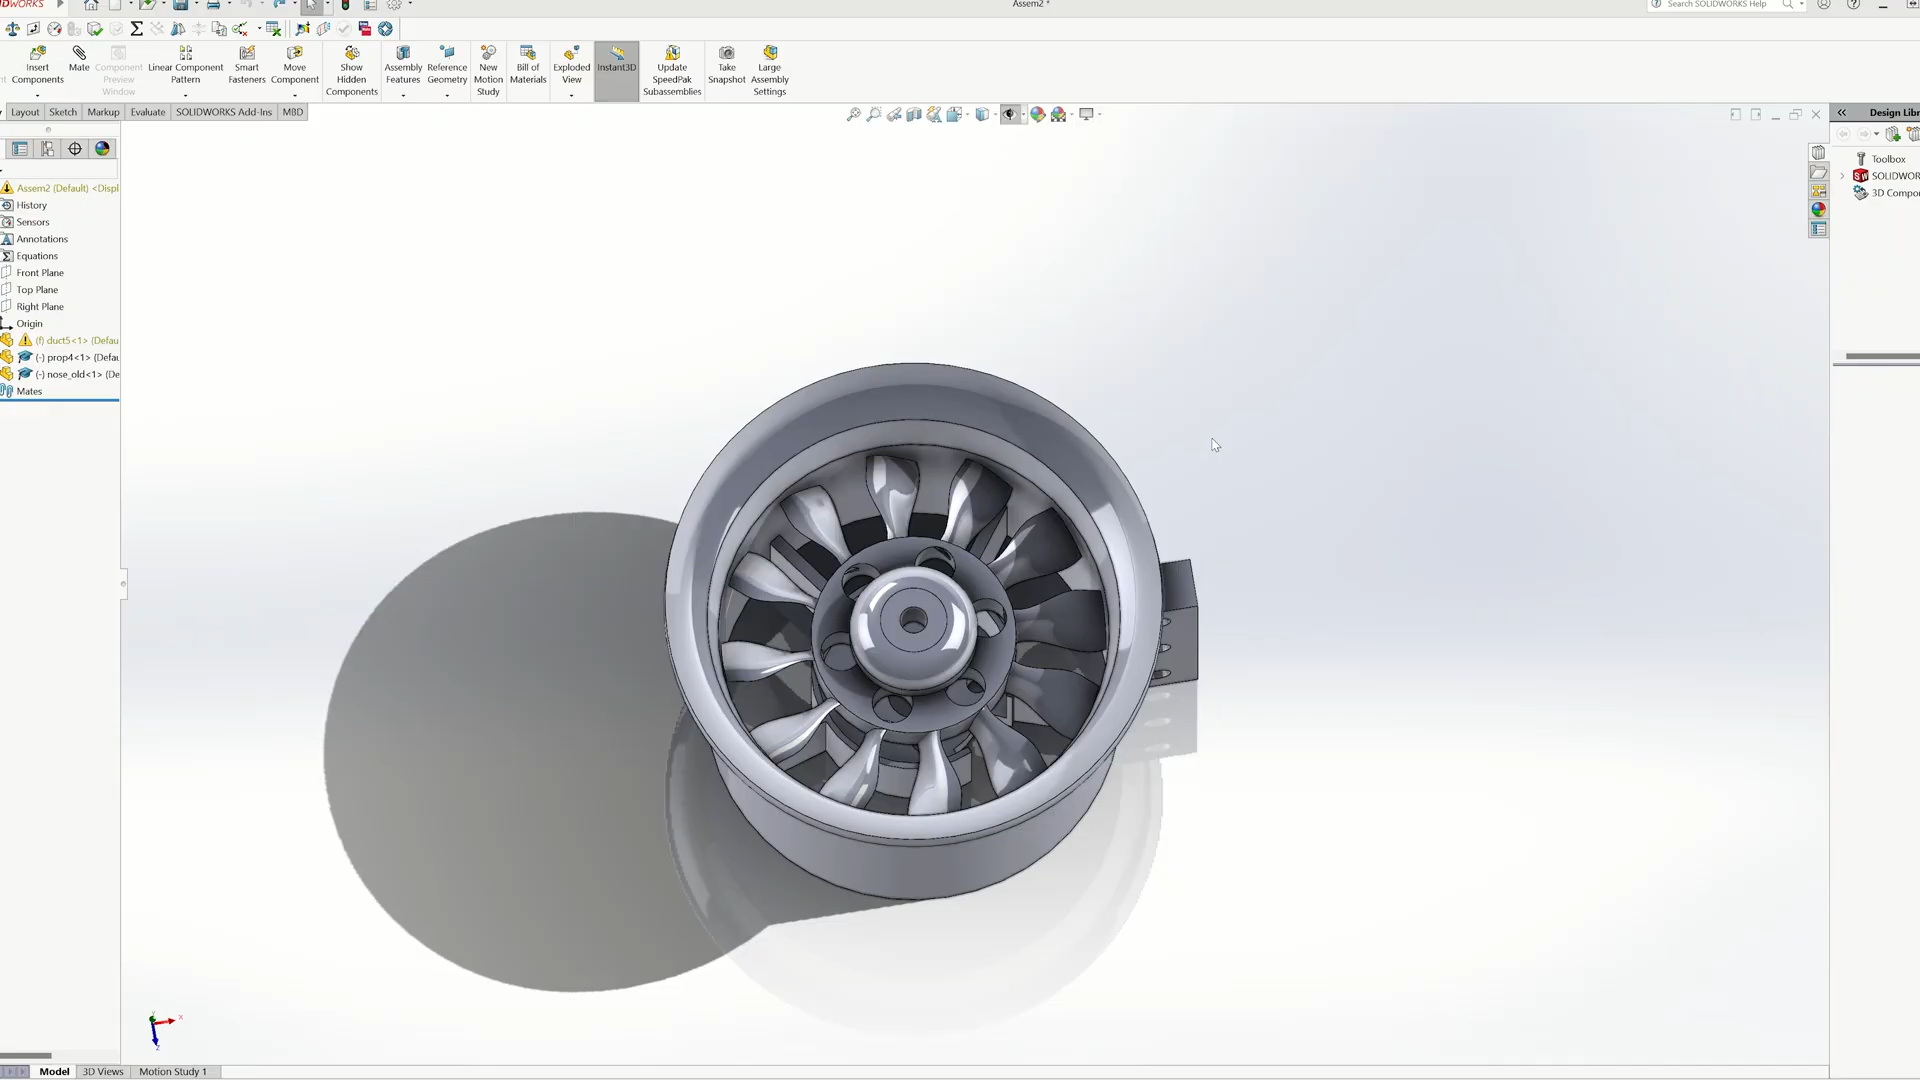 DWORKS
Assem2 *
Search SOLIDWORKS Help
Insert Components
Mate
Component Preview Window
Linear Component Pattern
Smart Fasteners
Move Component
Show Hidden Components
Assembly Features
Reference Geometry
New Motion Study
Bill of Materials
Exploded View
Instant3D
Update SpeedPak Subassemblies
Take Snapshot
Large Assembly Settings
Layout
Sketch
Markup
Evaluate
SOLIDWORKS Add-Ins
MBD
Design Libr
Toolbox
SOLIDWOR
3D Compo
Assem2 (Default) <Displ
History
Sensors
Annotations
Equations
Front Plane
Top Plane
Right Plane
Origin
(f) duct5<1> (Defau
(-) prop4<1> (Defau
(-) nose_old<1> (De
Mates
Model
3D Views
Motion Study 1